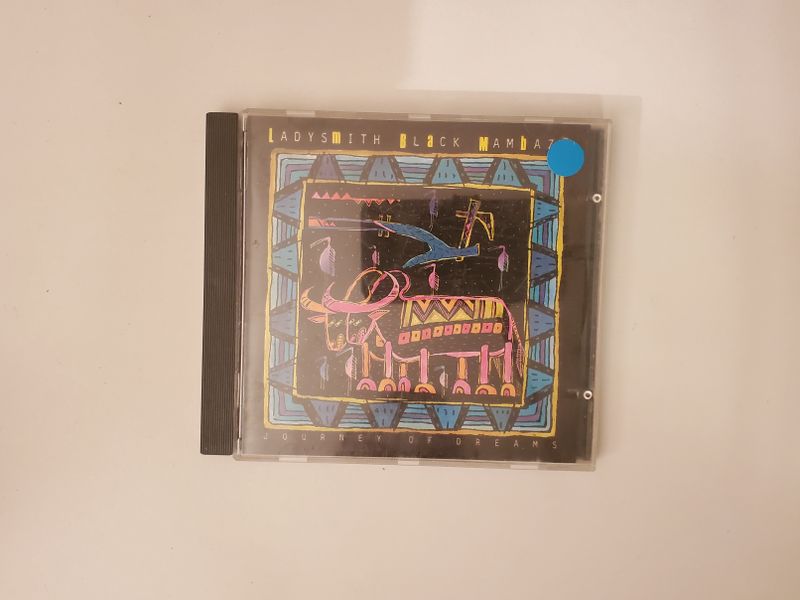 LADYSmITH BLaCK MAMbAZ
JOURNEY OF DREAMS